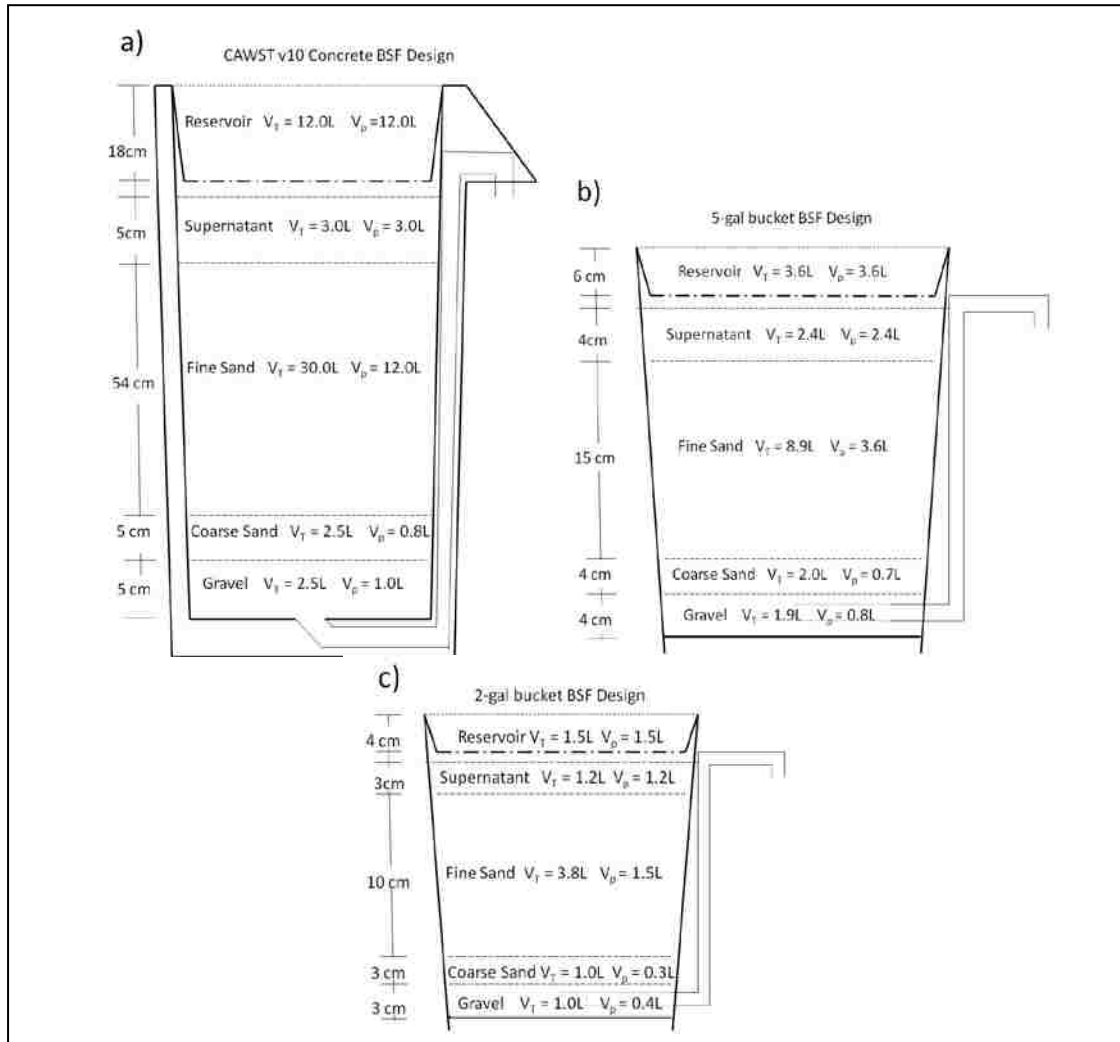 a)
CAWST v10 Concrete BSF Design
Reservoir V_T = 12.0L V_p =12.0L
18cm
Supernatant V_T = 3.0L V_p = 3.0L
5cm
Fine Sand V_T = 30.0L V_p = 12.0L
54 cm
Coarse Sand V_T = 2.5L V_p = 0.8L
5 cm
Gravel V_T = 2.5L V_p = 1.0L
5 cm
b)
5-gal bucket BSF Design
Reservoir V_T = 3.6L V_p = 3.6L
6 cm
Supernatant V_T = 2.4L V_p = 2.4L
4cm
Fine Sand V_T = 8.9L V_p = 3.6L
15 cm
Coarse Sand V_T = 2.0L V_p = 0.7L
4 cm
Gravel V_T = 1.9L V_p = 0.8L
4 cm
c)
2-gal bucket BSF Design
Reservoir V_T = 1.5L V_p = 1.5L
4 cm
Supernatant V_T = 1.2L V_p = 1.2L
3cm
Fine Sand V_T = 3.8L V_p = 1.5L
10 cm
Coarse Sand V_T = 1.0L V_p = 0.3L
3 cm
Gravel V_T = 1.0L V_p = 0.4L
3 cm